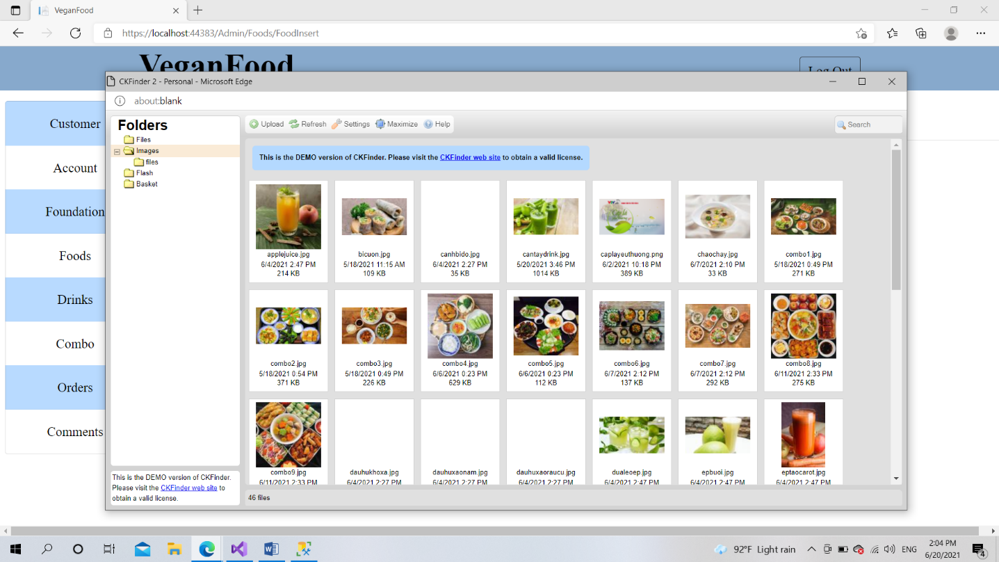 VeganFood
https://localhost:44383/Admin/Foods/FoodInsert
VeganFood
Log Out
Customer
Account
Foundation
Foods
Drinks
Combo
Orders
Comments
CKFinder 2 - Personal - Microsoft Edge
about:blank
Folders
Files
Images
files
Flash
Basket
This is the DEMO version of CKFinder.
Please visit the CKFinder web site to
obtain a valid license.
Upload Refresh Settings Maximize Help
Search
This is the DEMO version of CKFinder. Please visit the CKFinder web site to obtain a valid license.
applejuice.jpg
6/4/2021 2:47 PM
214 KB
bicuon.jpg
5/18/2021 11:15 AM
109 KB
canhbido.jpg
6/4/2021 2:27 PM
35 KB
cantaydrink.jpg
5/20/2021 3:46 PM
1014 KB
caplayeuthuong.png
6/2/2021 10:18 PM
389 KB
chaochay.jpg
6/7/2021 2:10 PM
33 KB
combo1.jpg
5/18/2021 0:49 PM
271 KB
combo2.jpg
5/18/2021 0:54 PM
371 KB
combo3.jpg
5/18/2021 0:49 PM
226 KB
combo4.jpg
6/6/2021 0:23 PM
629 KB
combo5.jpg
6/6/2021 0:23 PM
112 KB
combo6.jpg
6/7/2021 2:12 PM
137 KB
combo7.jpg
6/7/2021 2:12 PM
292 KB
combo8.jpg
6/11/2021 2:33 PM
275 KB
combo9.jpg
6/11/2021 2:33 PM
dauhukhoxa.jpg
6/4/2021 2:27 PM
dauhuxaonam.jpg
6/4/2021 2:27 PM
dauhuxaoraucu.jpg
6/4/2021 2:27 PM
dualeoep.jpg
6/4/2021 2:47 PM
epbuoi.jpg
6/4/2021 2:47 PM
eptaocarot.jpg
6/4/2021 2:47 PM
46 files
92°F Light rain
ENG
2:04 PM
6/20/2021
4